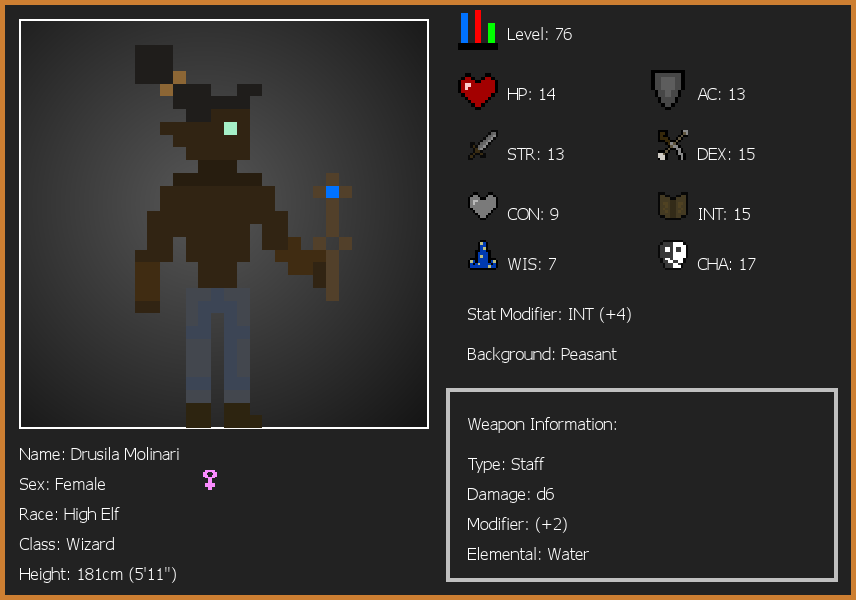 Level: 76
HP: 14
AC: 13
STR: 13
DEX: 15
CON: 9
INT: 15
WIS: 7
CHA: 17
Stat Modifier: INT (+4)
Background: Peasant
Weapon Information:
Type: Staff
Damage: d6
Modifier: (+2)
Elemental: Water
Name: Drusila Molinari
Sex: Female
Race: High Elf
Class: Wizard
Height: 181cm (5'11")